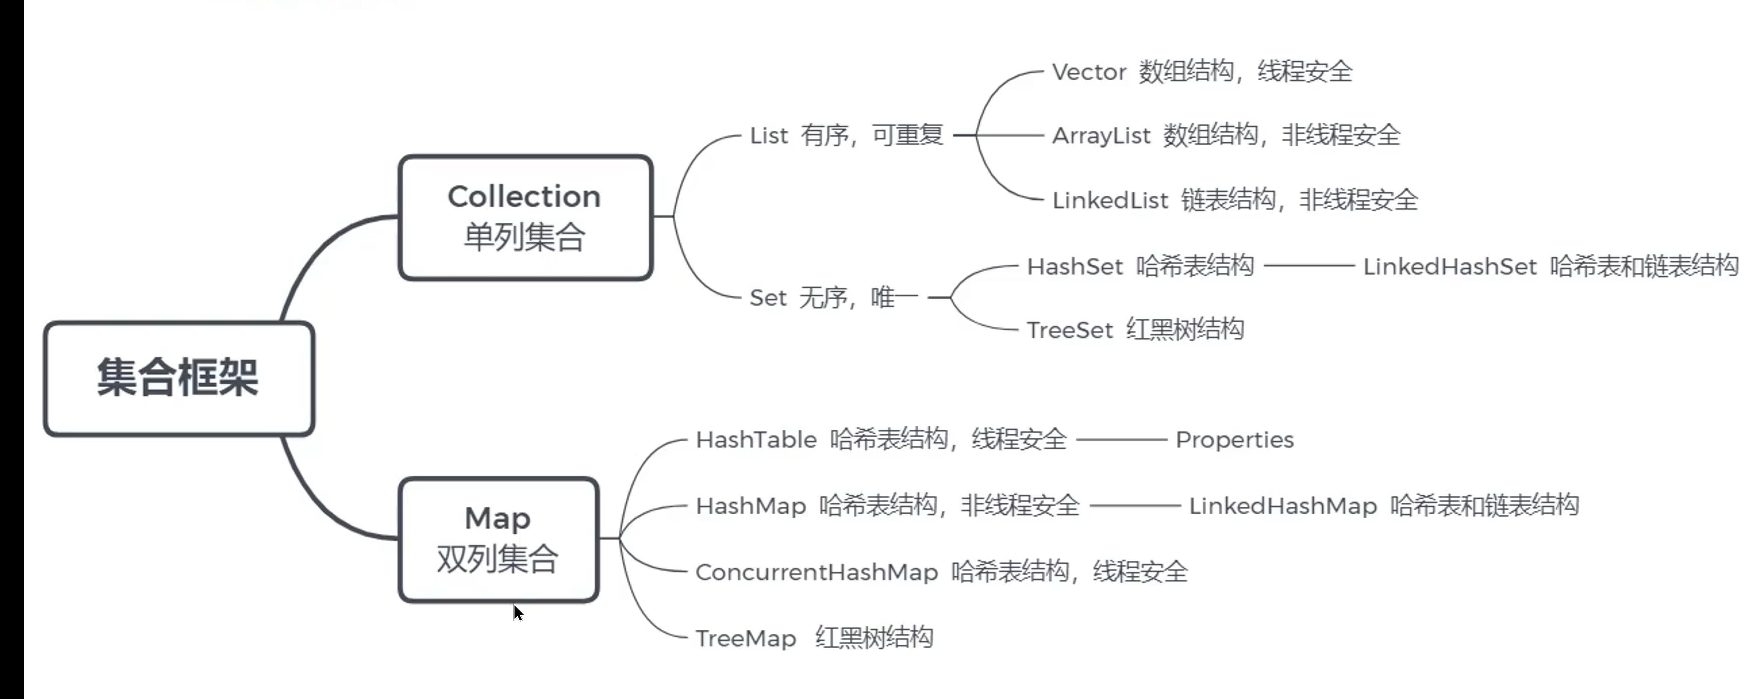 集合框架
Collection
单列集合
List 有序，可重复
Vector 数组结构，线程安全
ArrayList 数组结构，非线程安全
LinkedList 链表结构，非线程安全
Set 无序，唯一
HashSet 哈希表结构
LinkedHashSet 哈希表和链表结构
TreeSet 红黑树结构
Map
双列集合
HashTable 哈希表结构，线程安全
Properties
HashMap 哈希表结构，非线程安全
LinkedHashMap 哈希表和链表结构
ConcurrentHashMap 哈希表结构，线程安全
TreeMap 红黑树结构